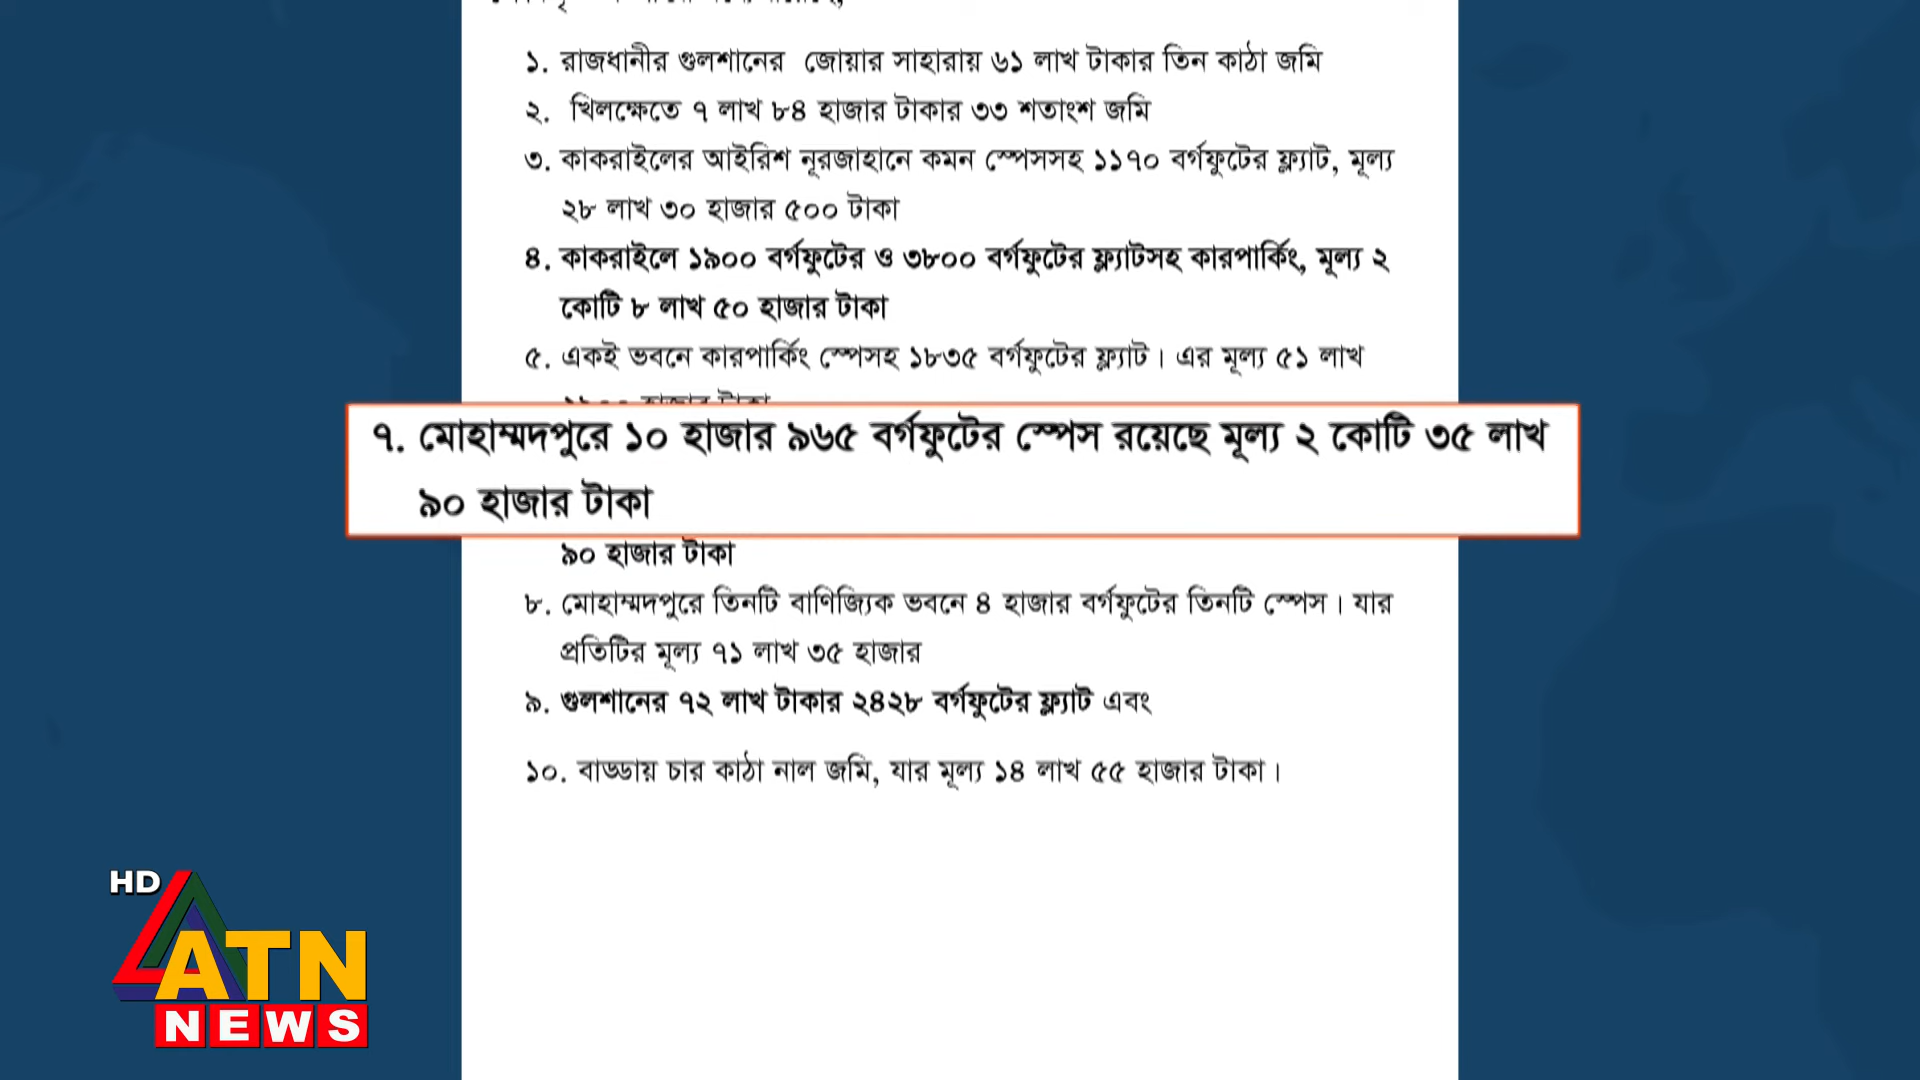 ১. রাজধানীর গুলশানের জোয়ার সাহারায় ৬১ লাখ টাকার তিন কাঠা জমি
২. খিলক্ষেতে ৭ লাখ ৮৪ হাজার টাকার ৩৩ শতাংশ জমি
৩. কাকরাইলের আইরিশ নূরজাহানে কমন স্পেসসহ ১১৭০ বর্গফুটের ফ্ল্যাট, মূল্য
২৮ লাখ ৩০ হাজার ৫০০ টাকা
৪. কাকরাইলে ১৯০০ বর্গফুটের ও ৩৮০০ বর্গফুটের ফ্ল্যাটসহ কারপার্কিং, মূল্য ২
কোটি ৮ লাখ ৫০ হাজার টাকা
৫. একই ভবনে কারপার্কিং স্পেসহ ১৮৩৫ বর্গফুটের ফ্ল্যাট। এর মূল্য ৫১ লাখ
হাজার টাকা
৭. মোহাম্মদপুরে ১০ হাজার ৯৬৫ বর্গফুটের স্পেস রয়েছে মূল্য ২ কোটি ৩৫ লাখ
৯০ হাজার টাকা
৯০ হাজার টাকা
৮. মোহাম্মদপুরে তিনটি বাণিজ্যিক ভবনে ৪ হাজার বর্গফুটের তিনটি স্পেস। যার
প্রতিটির মূল্য ৭১ লাখ ৩৫ হাজার
৯. গুলশানের ৭২ লাখ টাকার ২৪২৮ বর্গফুটের ফ্ল্যাট এবং
১০. বাড্ডায় চার কাঠা নাল জমি, যার মূল্য ১৪ লাখ ৫৫ হাজার টাকা।
HD
ATN
NEWS